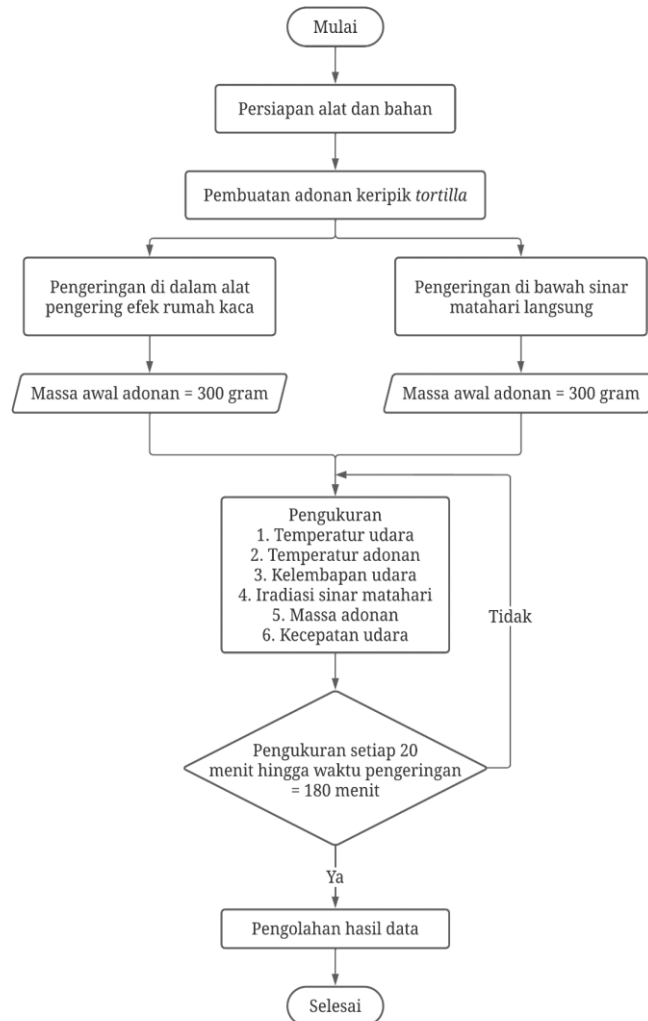 Mulai
Persiapan alat dan bahan
Pembuatan adonan keripik tortilla
Pengeringan di dalam alat
pengering efek rumah kaca
Pengeringan di bawah sinar
matahari langsung
Massa awal adonan = 300 gram
Massa awal adonan = 300 gram
Pengukuran
1. Temperatur udara
2. Temperatur adonan
3. Kelembapan udara
4. Iradiasi sinar matahari
5. Massa adonan
6. Kecepatan udara
Tidak
Pengukuran setiap 20
menit hingga waktu pengeringan
= 180 menit
Ya
Pengolahan hasil data
Selesai